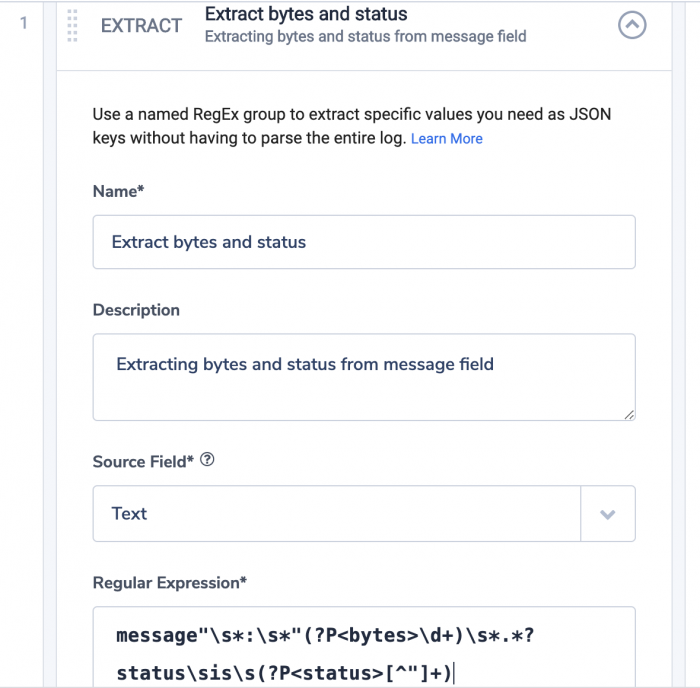 1
EXTRACT
Extract bytes and status
Extracting bytes and status from message field
Use a named RegEx group to extract specific values you need as JSON
keys without having to parse the entire log. Learn More
Name*
Extract bytes and status
Description
Extracting bytes and status from message field
Source Field* ?
Text
Regular Expression*
message"\s*:\s*"(?P<bytes>\d+)\s*.*?
status\sis\s(?P<status>[^"]+)